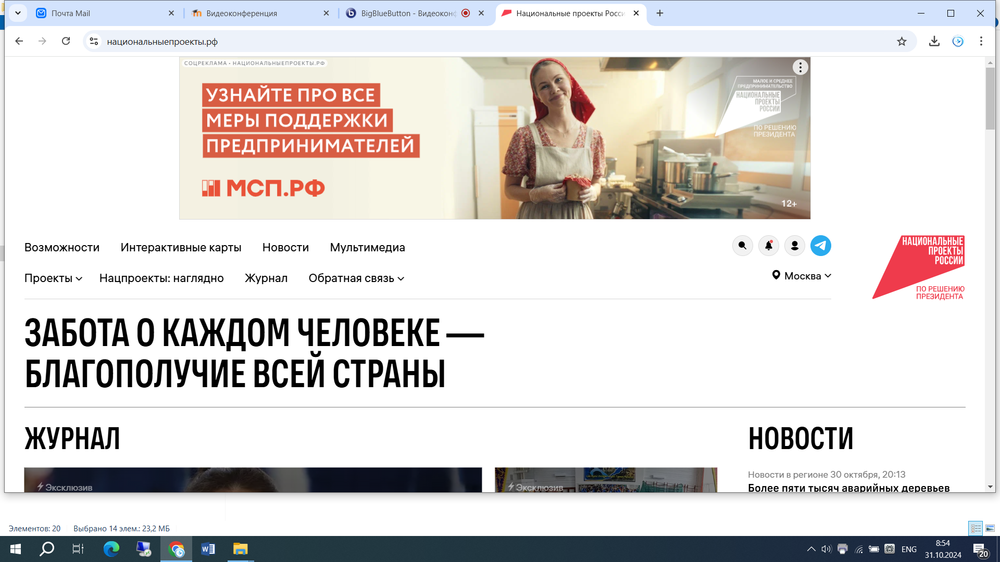 Почта Mail
Видеоконференция
BigBlueButton - Видеоконф
Национальные проекты Росси
национальныепроекты.рф
СОЦРЕКЛАМА • НАЦИОНАЛЬНЫЕПРОЕКТЫ.РФ
УЗНАЙТЕ ПРО ВСЕ
МЕРЫ ПОДДЕРЖКИ
ПРЕДПРИНИМАТЕЛЕЙ
МСП.РФ
МАЛОЕ И СРЕДНЕЕ
ПРЕДПРИНИМАТЕЛЬСТВО
НАЦИОНАЛЬНЫЕ
ПРОЕКТЫ
РОССИИ
ПО РЕШЕНИЮ
ПРЕЗИДЕНТА
12+
Возможности
Интерактивные карты
Новости
Мультимедиа
Проекты
Нацпроекты: наглядно
Журнал
Обратная связь
Москва
НАЦИОНАЛЬНЫЕ
ПРОЕКТЫ
РОССИИ
ПО РЕШЕНИЮ
ПРЕЗИДЕНТА
ЗАБОТА О КАЖДОМ ЧЕЛОВЕКЕ —
БЛАГОПОЛУЧИЕ ВСЕЙ СТРАНЫ
ЖУРНАЛ
НОВОСТИ
Эксклюзив
Эксклюзив
Новости в регионе 30 октября, 20:13
Более пяти тысяч аварийных деревьев
Элементов: 20
Выбрано 14 элем.: 23,2 МБ
ENG
8:54
31.10.2024
20